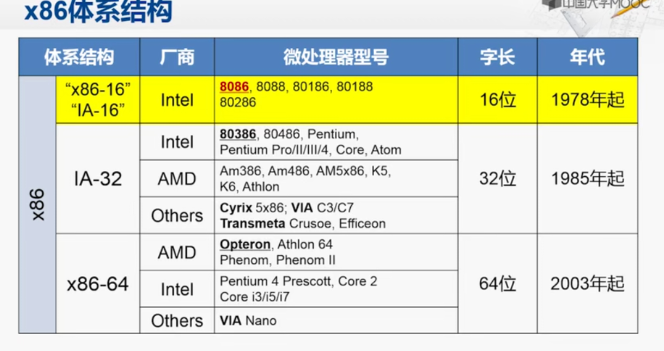 x86体系结构
中国大学MOOC
体系结构 厂商 微处理器型号 字长 年代
x86
“x86-16”
“IA-16”
Intel
8086, 8088, 80186, 80188
80286
16位
1978年起
IA-32
Intel
80386, 80486, Pentium,
Pentium Pro/II/III/4, Core, Atom
AMD
Am386, Am486, AM5x86, K5,
K6, Athlon
Others
Cyrix 5x86; VIA C3/C7
Transmeta Crusoe, Efficeon
32位
1985年起
x86-64
AMD
Opteron, Athlon 64
Phenom, Phenom II
Intel
Pentium 4 Prescott, Core 2
Core i3/i5/i7
Others
VIA Nano
64位
2003年起